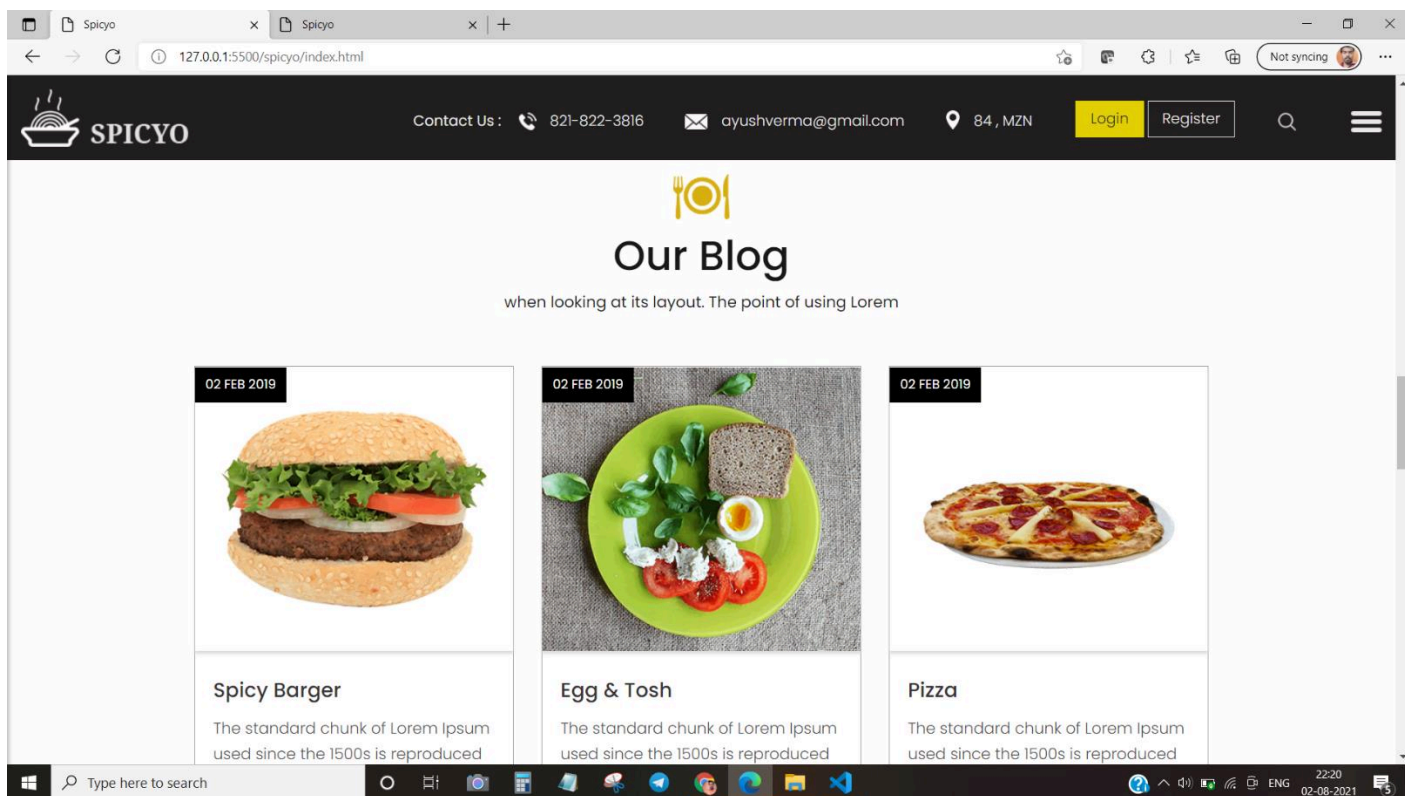 Spicyo
Spicyo
127.0.0.1:5500/spicyo/index.html
Not syncing
SPICYO
Contact Us :
821-822-3816
ayushverma@gmail.com
84 , MZN
Login
Register
Our Blog
when looking at its layout. The point of using Lorem
02 FEB 2019
02 FEB 2019
02 FEB 2019
Spicy Barger
The standard chunk of Lorem Ipsum
used since the 1500s is reproduced
Egg & Tosh
The standard chunk of Lorem Ipsum
used since the 1500s is reproduced
Pizza
The standard chunk of Lorem Ipsum
used since the 1500s is reproduced
Type here to search
ENG
22:20
02-08-2021
5